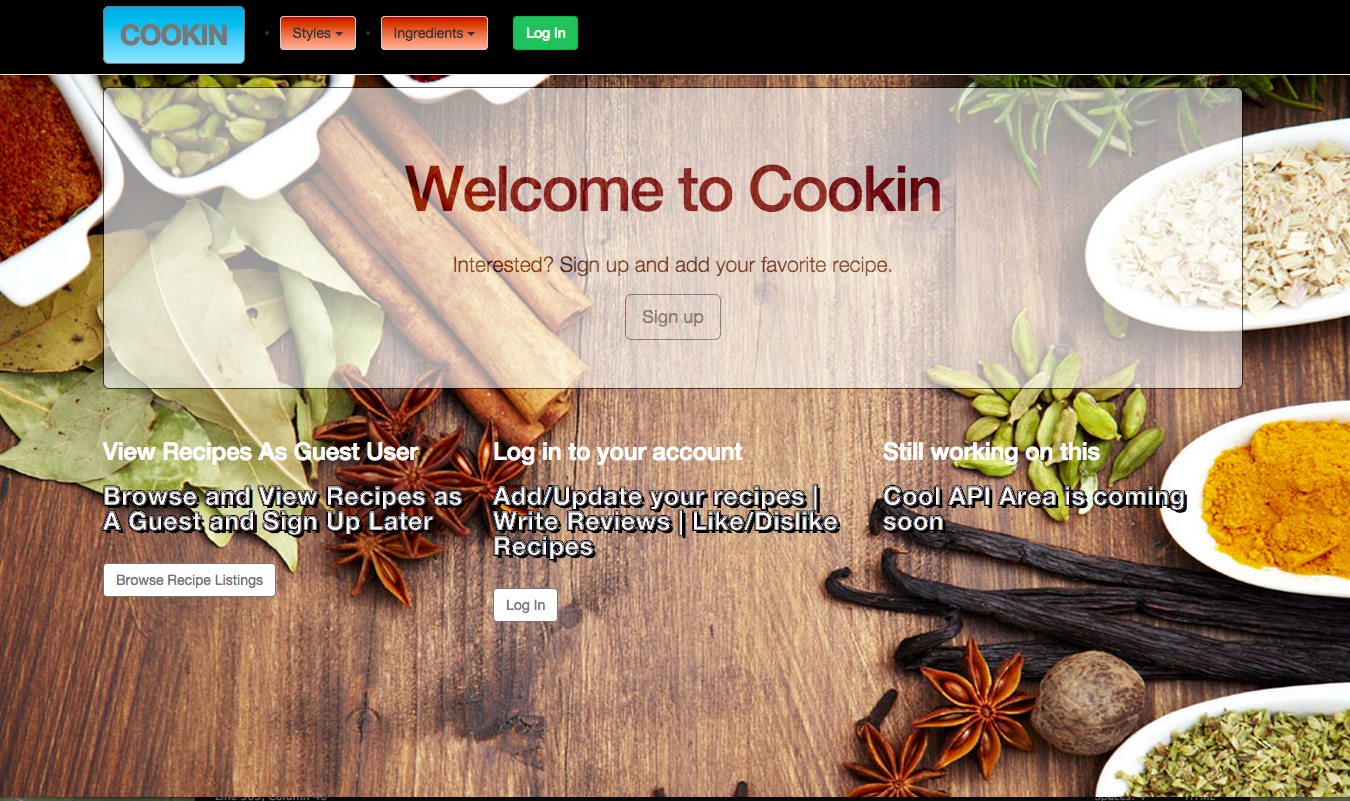 COOKIN
Styles
Ingredients
Log In
Welcome to Cookin
Interested? Sign up and add your favorite recipe.
Sign up
View Recipes As Guest User
Browse and View Recipes as
A Guest and Sign Up Later
Browse Recipe Listings
Log in to your account
Add/Update your recipes |
Write Reviews | Like/Dislike
Recipes
Log In
Still working on this
Cool API Area is coming
soon